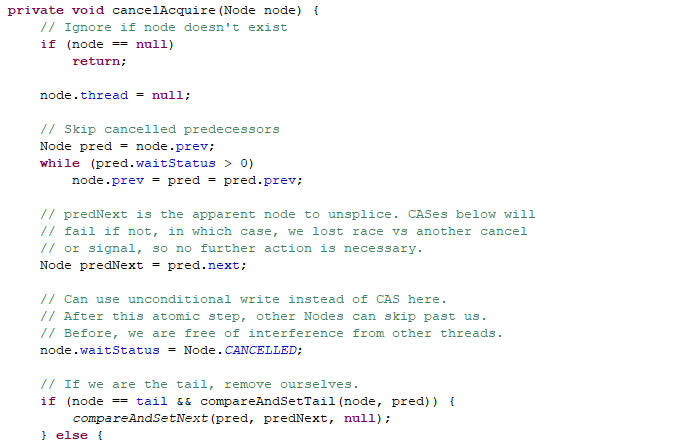 private void cancelAcquire(Node node) {
// Ignore if node doesn't exist
if (node == null)
return;
node.thread = null;
// Skip cancelled predecessors
Node pred = node.prev;
while (pred.waitStatus > 0)
node.prev = pred = pred.prev;
// predNext is the apparent node to unsplice. CASes below will
// fail if not, in which case, we lost race vs another cancel
// or signal, so no further action is necessary.
Node predNext = pred.next;
// Can use unconditional write instead of CAS here.
// After this atomic step, other Nodes can skip past us.
// Before, we are free of interference from other threads.
node.waitStatus = Node.CANCELLED;
// If we are the tail, remove ourselves.
if (node == tail && compareAndSetTail(node, pred)) {
compareAndSetNext(pred, predNext, null);
} else {